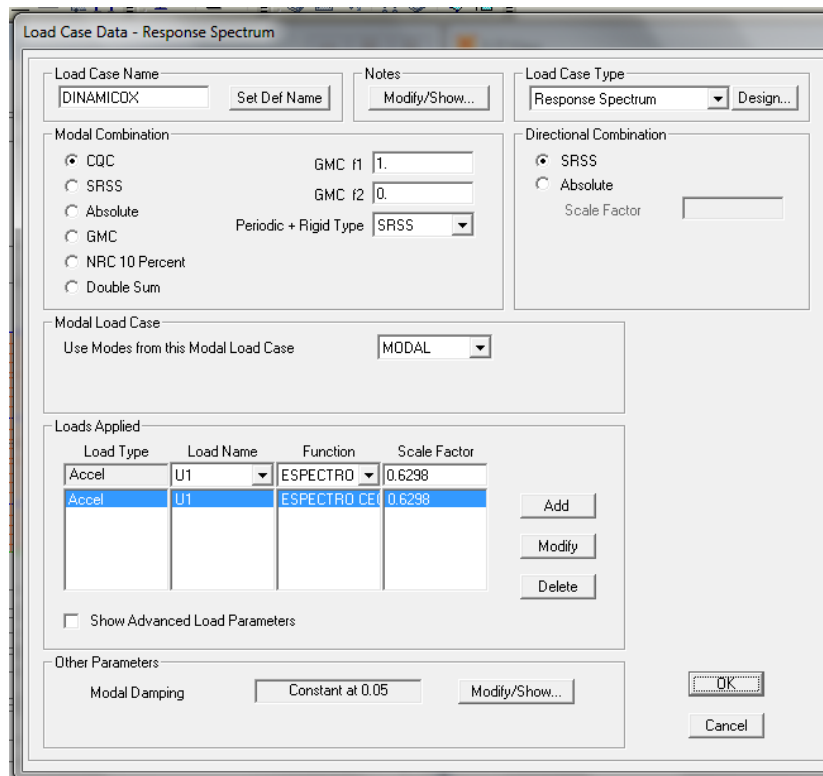 Load Case Data - Response Spectrum
Load Case Name
DINAMICOX
Set Def Name
Notes
Modify/Show...
Load Case Type
Response Spectrum
Design...
Modal Combination
CQC
SRSS
Absolute
GMC
NRC 10 Percent
Double Sum
GMC f1 1.
GMC f2 0.
Periodic + Rigid Type SRSS
Directional Combination
SRSS
Absolute
Scale Factor
Modal Load Case
Use Modes from this Modal Load Case MODAL
Loads Applied
Load Type Load Name Function Scale Factor
Accel U1 ESPECTRO 0.6298
Accel U1 ESPECTRO CE 0.6298
Add
Modify
Delete
Show Advanced Load Parameters
Other Parameters
Modal Damping Constant at 0.05 Modify/Show...
OK
Cancel